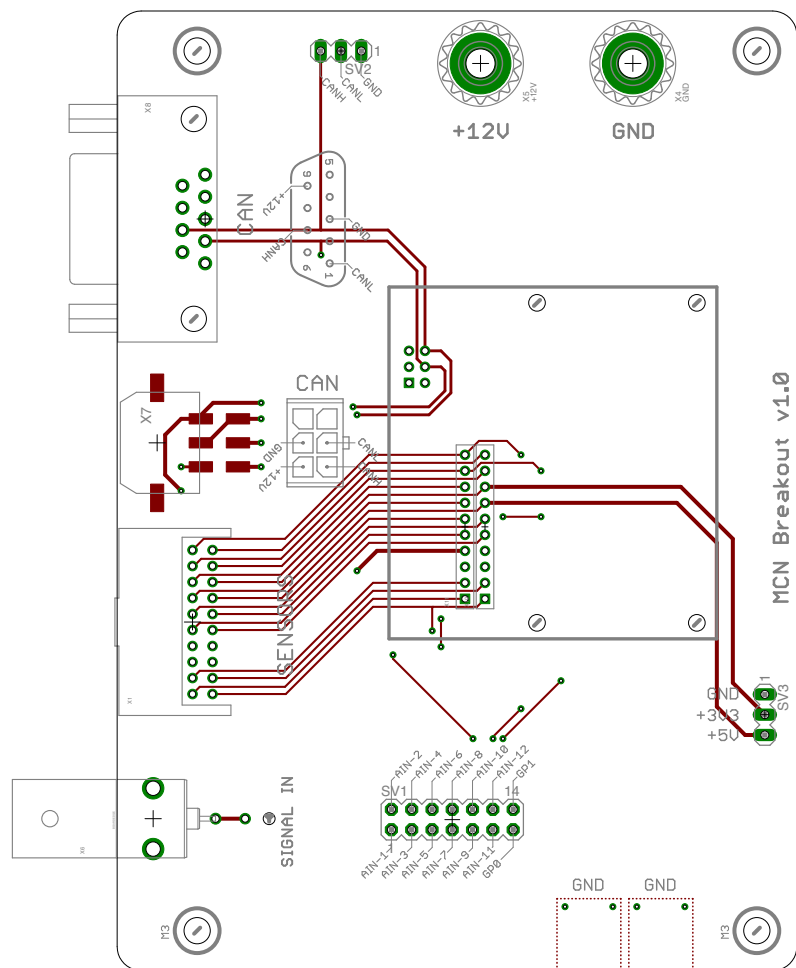 1
SV2
CANH
CANL
GND
X5
+12V
X4
GND
+12V
GND
X8
CAN
5
9
+12V
GND
CANH
6
1
CANL
X7
CAN
GND
CANL
+12V
CANH
MCN Breakout v1.0
SENSORS
X1
GND
+3V3
+5V
1
SV3
AIN-2
AIN-4
AIN-6
AIN-8
AIN-10
AIN-12
GP1
SV1
14
1
AIN-1
AIN-3
AIN-5
AIN-7
AIN-9
AIN-11
GP0
SIGNAL IN
X6
GND
GND
M3
M3